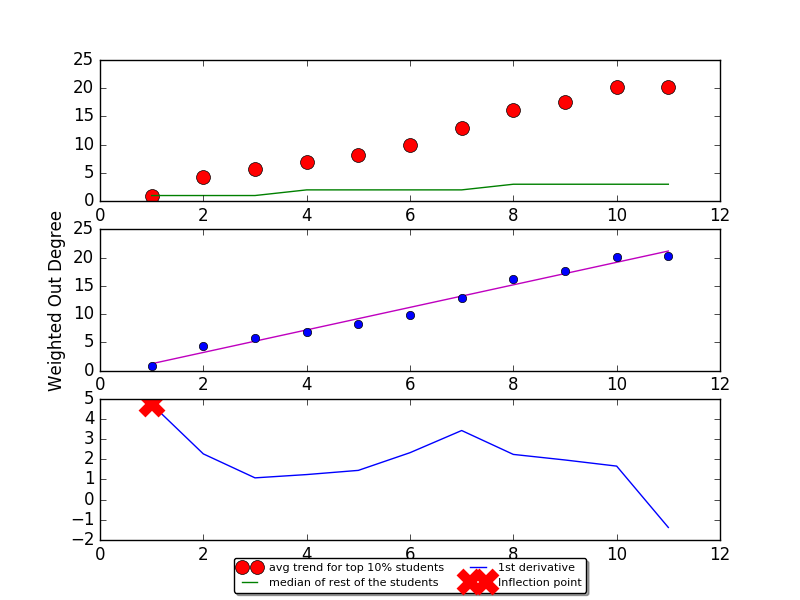 25
20
15
10
5
0
0 2 4 6 8 10 12
Weighted Out Degree
25
20
15
10
5
0
0 2 4 6 8 10 12
5
4
3
2
1
0
−1
−2
0 2 4 6 8 10 12
avg trend for top 10% students
median of rest of the students
1st derivative
Inflection point